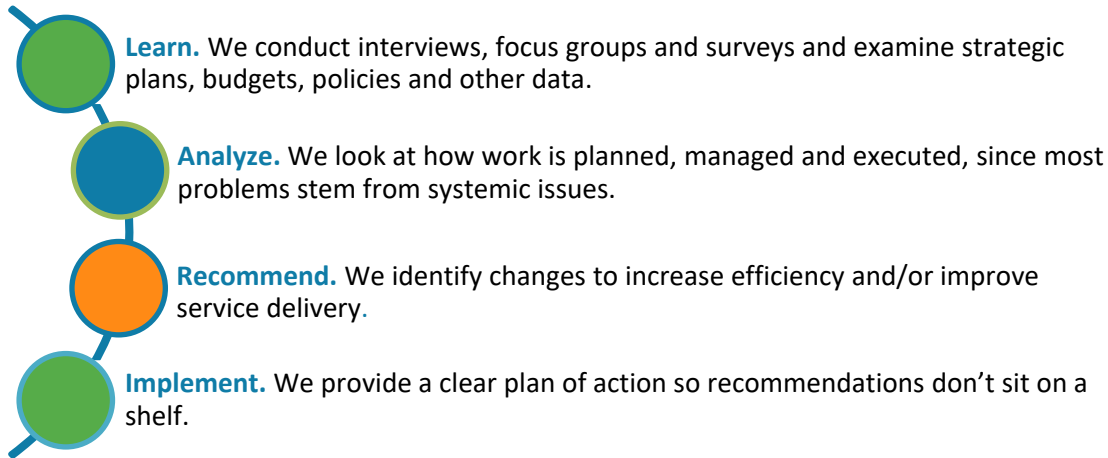 Learn. We conduct interviews, focus groups and surveys and examine strategic
plans, budgets, policies and other data.
Analyze. We look at how work is planned, managed and executed, since most
problems stem from systemic issues.
Recommend. We identify changes to increase efficiency and/or improve
service delivery.
Implement. We provide a clear plan of action so recommendations don’t sit on a
shelf.